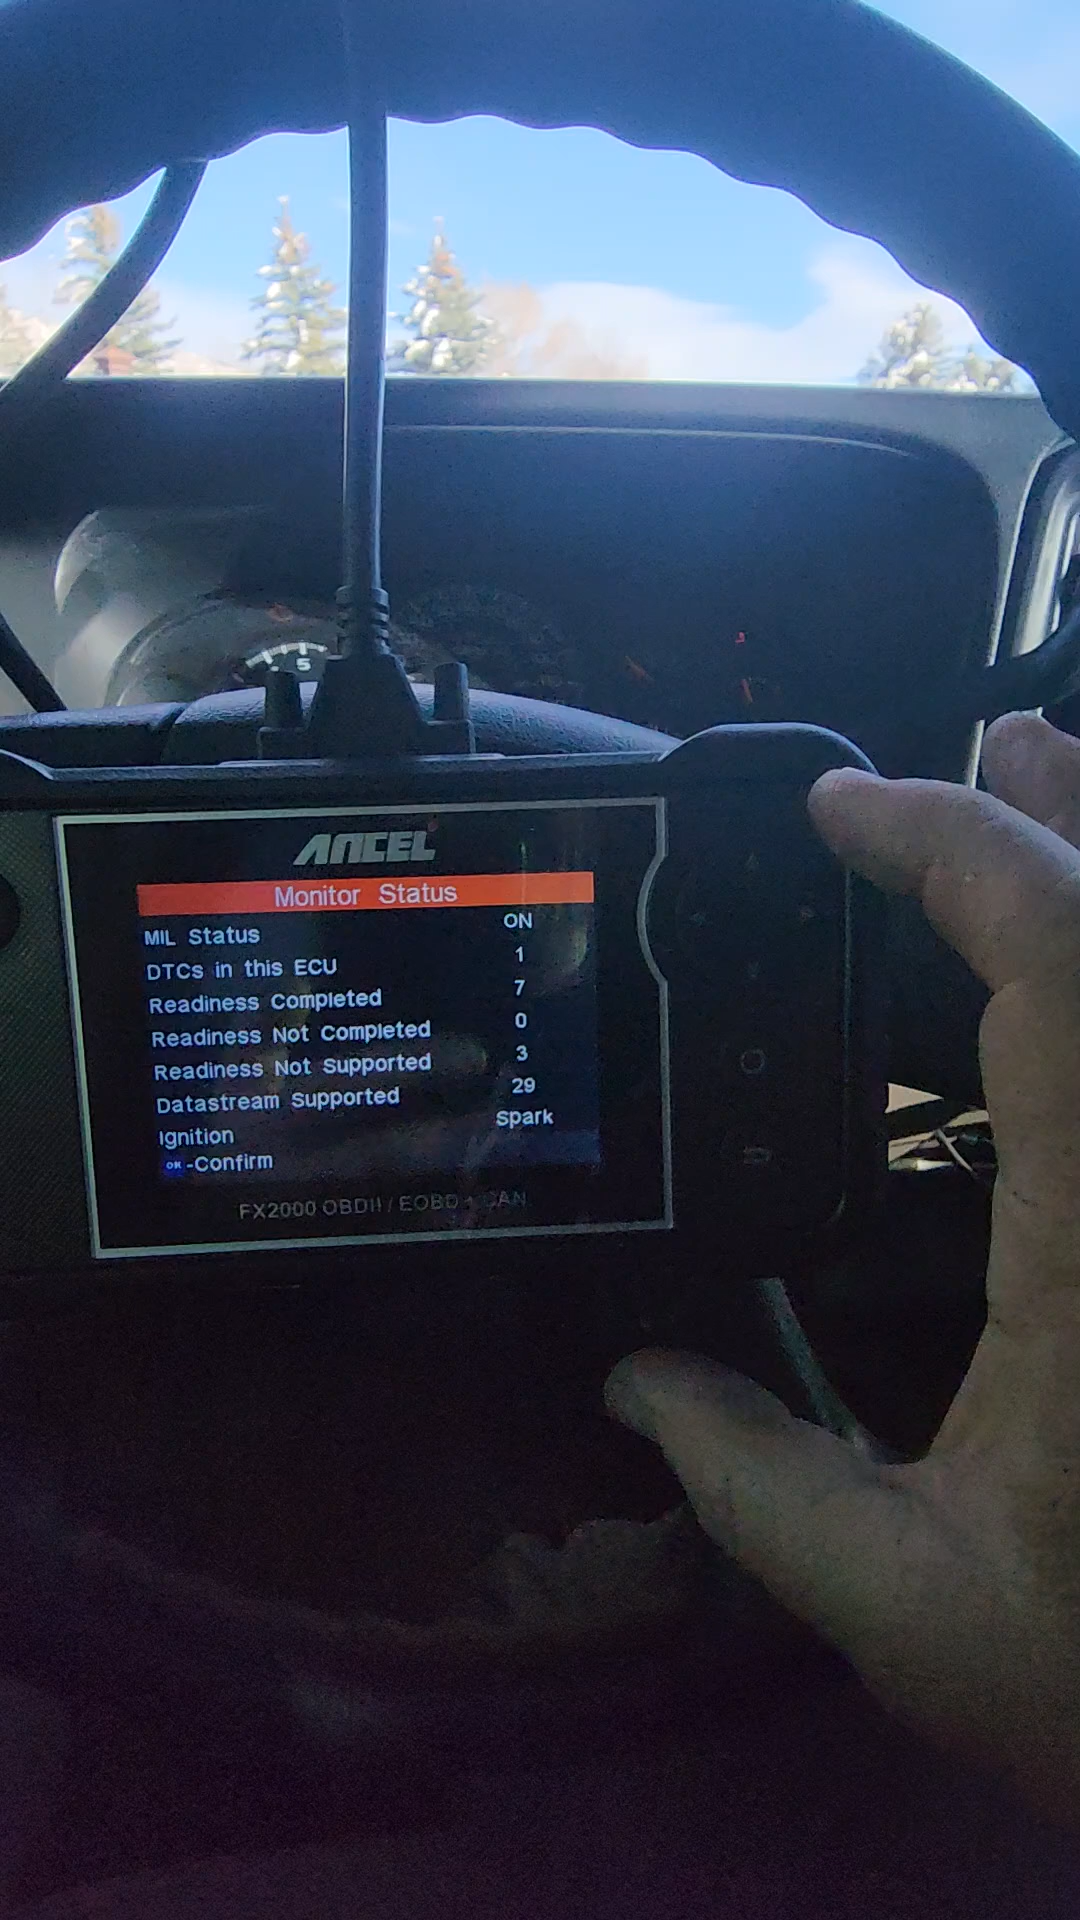 5
ANCEL
Monitor Status
MIL Status ON
DTCs in this ECU 1
Readiness Completed 7
Readiness Not Completed 0
Readiness Not Supported 3
Datastream Supported 29
Ignition Spark
OK -Confirm
FX2000 OBDII / EOBD + CAN